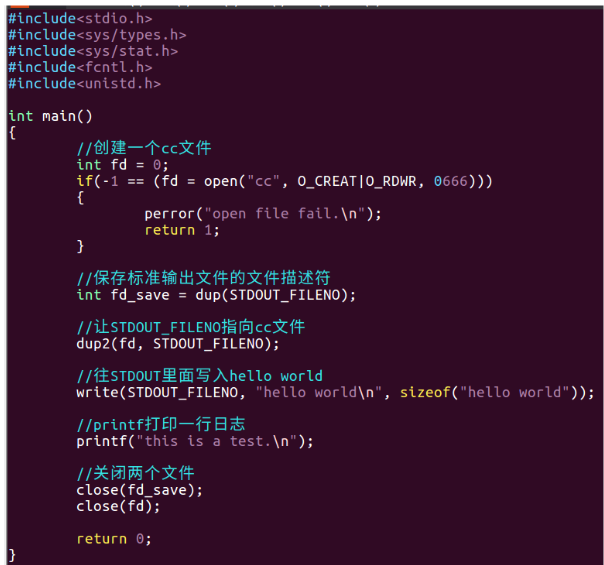 #include<stdio.h>
#include<sys/types.h>
#include<sys/stat.h>
#include<fcntl.h>
#include<unistd.h>
int main()
{
//创建一个cc文件
int fd = 0;
if(-1 == (fd = open("cc", O_CREAT|O_RDWR, 0666)))
{
perror("open file fail.\n");
return 1;
}
//保存标准输出文件的文件描述符
int fd_save = dup(STDOUT_FILENO);
//让STDOUT_FILENO指向cc文件
dup2(fd, STDOUT_FILENO);
//往STDOUT里面写入hello world
write(STDOUT_FILENO, "hello world\n", sizeof("hello world"));
//printf打印一行日志
printf("this is a test.\n");
//关闭两个文件
close(fd_save);
close(fd);
return 0;
}